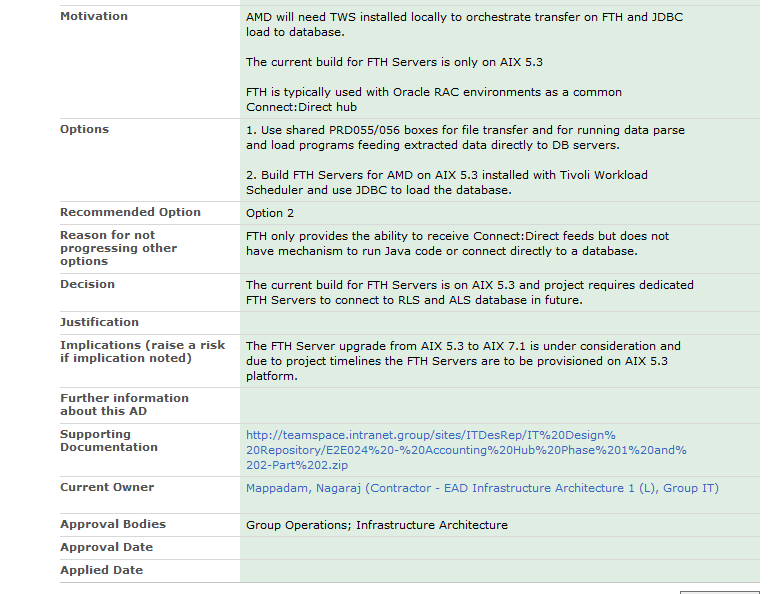 Motivation
AMD will need TWS installed locally to orchestrate transfer on FTH and JDBC
load to database.
The current build for FTH Servers is only on AIX 5.3
FTH is typically used with Oracle RAC environments as a common
Connect:Direct hub
Options
1. Use shared PRD055/056 boxes for file transfer and for running data parse
and load programs feeding extracted data directly to DB servers.
2. Build FTH Servers for AMD on AIX 5.3 installed with Tivoli Workload
Scheduler and use JDBC to load the database.
Recommended Option
Option 2
Reason for not
progressing other
options
FTH only provides the ability to receive Connect:Direct feeds but does not
have mechanism to run Java code or connect directly to a database.
Decision
The current build for FTH Servers is on AIX 5.3 and project requires dedicated
FTH Servers to connect to RLS and ALS database in future.
Justification
Implications (raise a risk
if implication noted)
The FTH Server upgrade from AIX 5.3 to AIX 7.1 is under consideration and
due to project timelines the FTH Servers are to be provisioned on AIX 5.3
platform.
Further information
about this AD
Supporting
Documentation
http://teamspace.intranet.group/sites/ITDesRep/IT%20Design%
20Repository/E2E024%20-%20Accounting%20Hub%20Phase%201%20and%
202-Part%202.zip
Current Owner
Mappadam, Nagaraj (Contractor - EAD Infrastructure Architecture 1 (L), Group IT)
Approval Bodies
Group Operations; Infrastructure Architecture
Approval Date
Applied Date